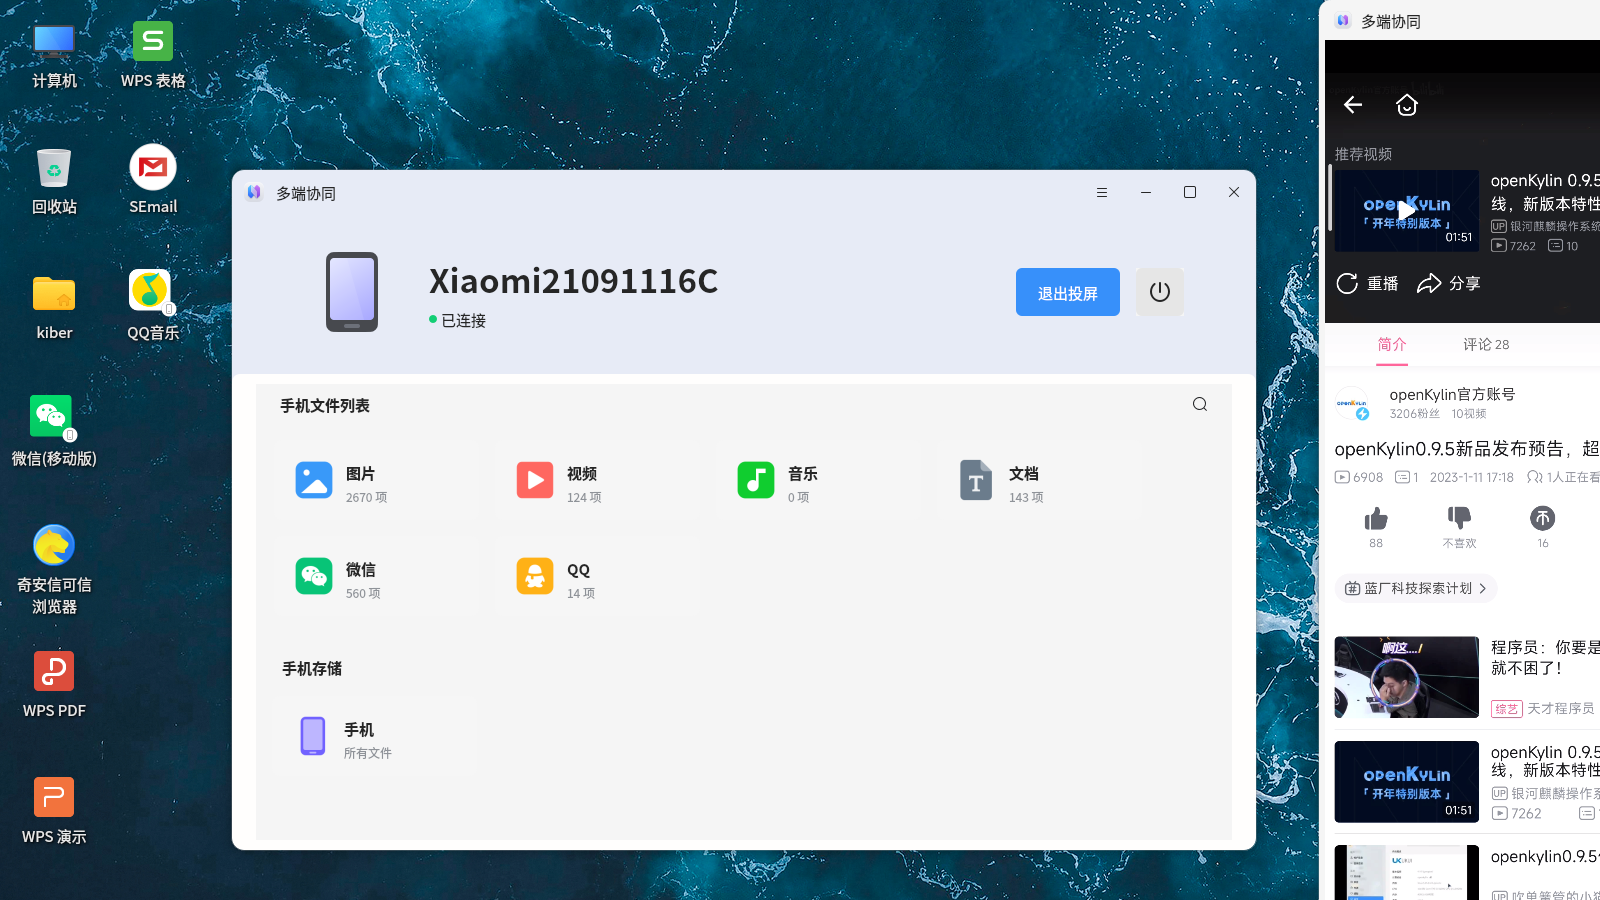 计算机
WPS 表格
回收站
SEmail
kiber
QQ音乐
微信(移动版)
奇安信可信
浏览器
WPS PDF
WPS 演示
多端协同
Xiaomi21091116C
已连接
退出投屏
手机文件列表
图片
2670 项
视频
124 项
音乐
0 项
文档
143 项
微信
560 项
QQ
14 项
手机存储
手机
所有文件
多端协同
推荐视频
openKylin
「 开年特别版本 」
01:51
openKylin 0.9.5
线，新版本特性
UP 银河麒麟操作系统
7262
10
重播
分享
简介
评论 28
openKylin
openKylin官方账号
3206粉丝 10视频
openKylin0.9.5新品发布预告，超
6908
1
2023-1-11 17:18
1人正在看
88
不喜欢
16
蓝厂科技探索计划
啊这....!
程序员：你要是
就不困了！
综艺 天才程序员
openKylin
「 开年特别版本 」
01:51
openKylin 0.9.5
线，新版本特性
UP 银河麒麟操作系
7262
openkylin0.9.5